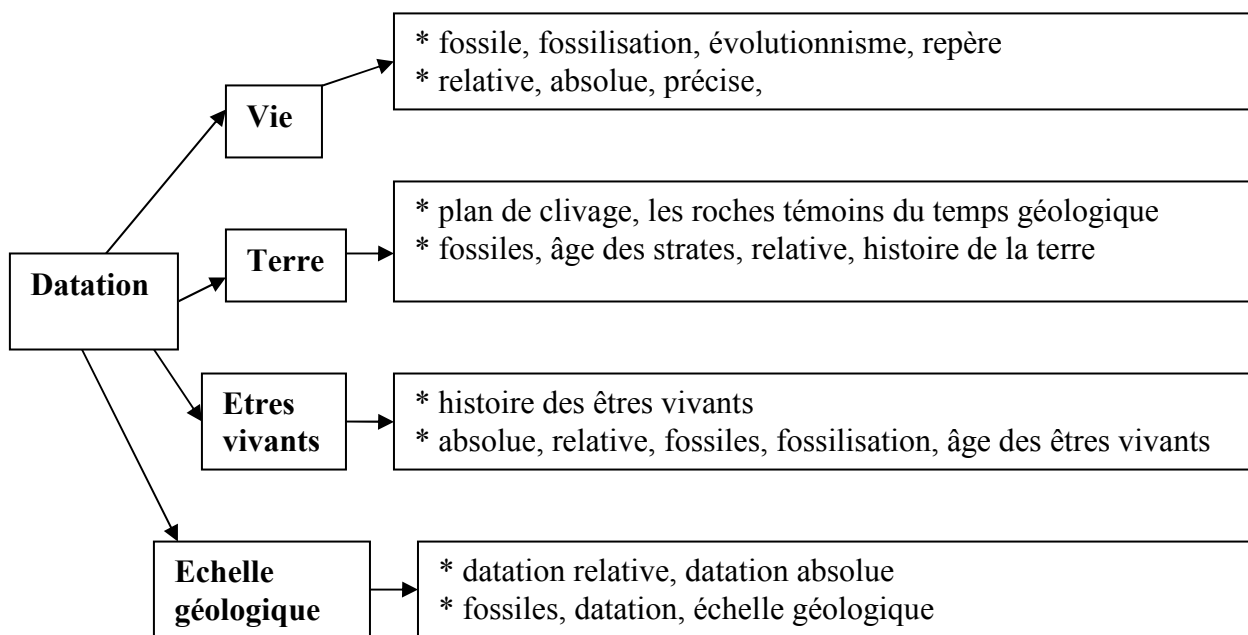 Datation
Vie
* fossile, fossilisation, évolutionnisme, repère
* relative, absolue, précise,
Terre
* plan de clivage, les roches témoins du temps géologique
* fossiles, âge des strates, relative, histoire de la terre
Etres
vivants
* histoire des êtres vivants
* absolue, relative, fossiles, fossilisation, âge des êtres vivants
Echelle
géologique
* datation relative, datation absolue
* fossiles, datation, échelle géologique